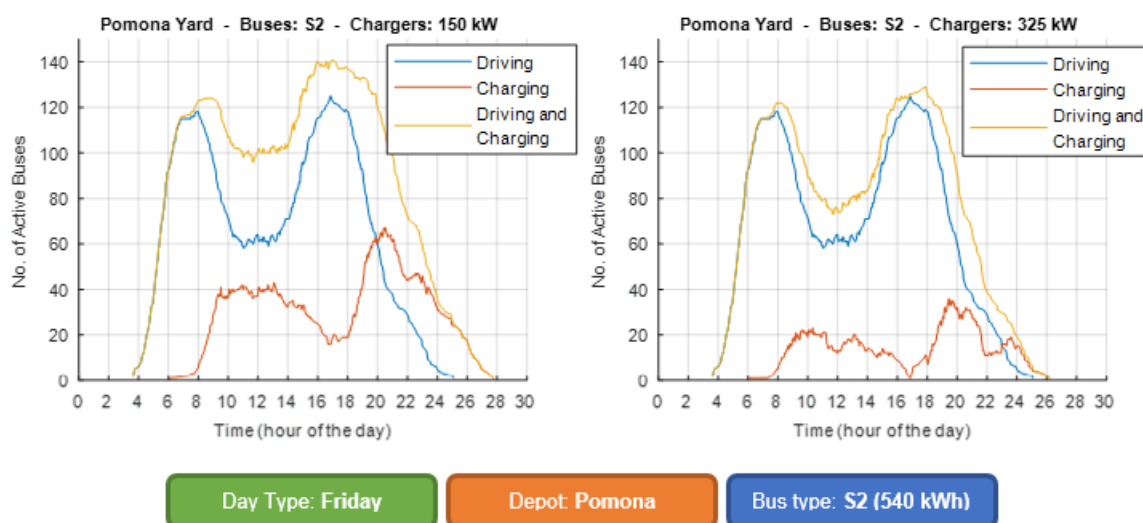 Pomona Yard - Buses: S2 - Chargers: 150 kW
No. of Active Buses
140
120
100
80
60
40
20
0
0 2 4 6 8 10 12 14 16 18 20 22 24 26 28 30
Time (hour of the day)
Driving
Charging
Driving and
Charging
Pomona Yard - Buses: S2 - Chargers: 325 kW
No. of Active Buses
140
120
100
80
60
40
20
0
0 2 4 6 8 10 12 14 16 18 20 22 24 26 28 30
Time (hour of the day)
Driving
Charging
Driving and
Charging
Day Type: Friday
Depot: Pomona
Bus type: S2 (540 kWh)